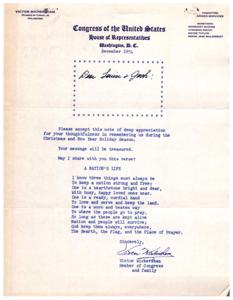 VICTOR WICKERSHAM
Congress of the United States
House of Representatives
Washington, D. C.
December 1954
Dear
Please accept this note of deep appreciation
for your thoughtfulness in remembering us during the
Christmas and New Year Holiday Season.
Your message will be treasured.
May I share with you this verse?
A NATION'S LIFE
I know three things must always be
To keep a nation strong and free;
One is a hearthstone bright and dear,
With busy, happy loved ones near.
One is a ready, cordial hand
To love and serve and keep the land.
One is a worn and beaten way
To where the people go to pray.
So long as these are kept alive
Nation and people will survive;
God keep them always, everywhere,
The Hearth, the Flag, and the Place of Prayer.
Sincerely,
Victor Wickersham
Victor Wickersham
Member of Congress
and family